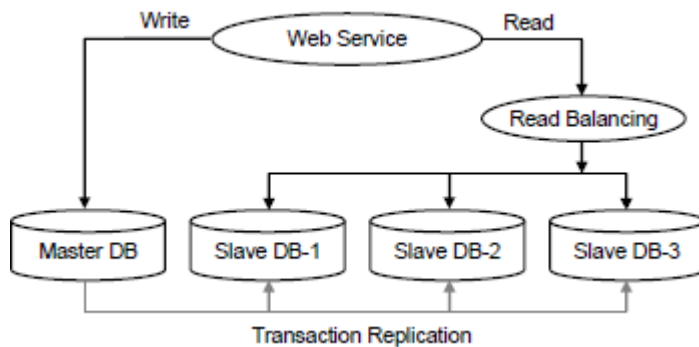 Write
Web Service
Read
Read Balancing
Master DB
Slave DB-1
Slave DB-2
Slave DB-3
Transaction Replication